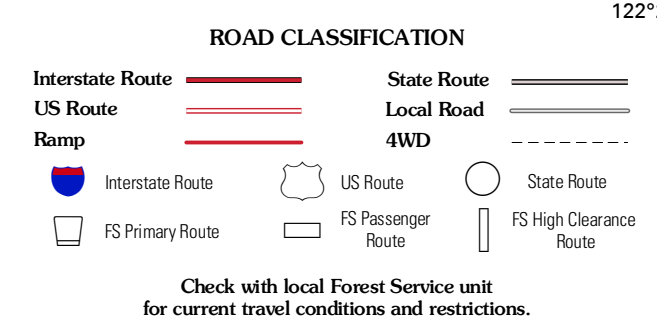 122°
ROAD CLASSIFICATION
Interstate Route
State Route
US Route
Local Road
Ramp
4WD
Interstate Route
US Route
State Route
FS Primary Route
FS Passenger
Route
FS High Clearance
Route
Check with local Forest Service unit
for current travel conditions and restrictions.